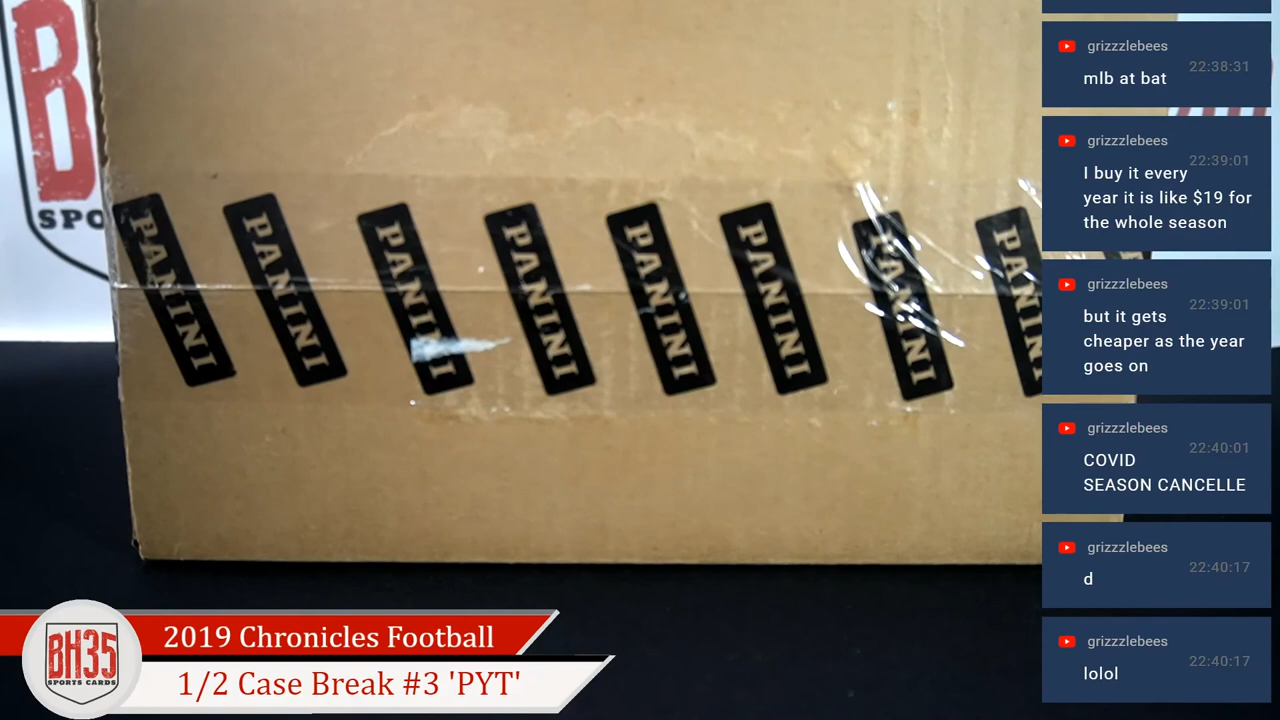 B
SPO
PANINI
PANINI
PANINI
PANINI
PANINI
PANINI
PANINI
PANINI
grizzzlebees
22:38:31
mlb at bat
grizzzlebees
22:39:01
I buy it every
year it is like $19 for
the whole season
grizzzlebees
22:39:01
but it gets
cheaper as the year
goes on
grizzzlebees
22:40:01
COVID
SEASON CANCELLE
grizzzlebees
22:40:17
d
grizzzlebees
22:40:17
lolol
BH35
SPORTS CARDS
2019 Chronicles Football
1/2 Case Break #3 'PYT'